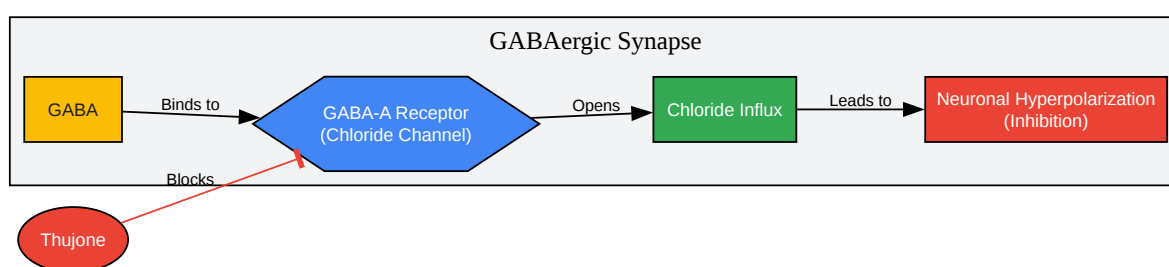 GABAergic Synapse
GABA
Binds to
GABA-A Receptor
(Chloride Channel)
Opens
Chloride Influx
Leads to
Neuronal Hyperpolarization
(Inhibition)
Blocks
Thujone